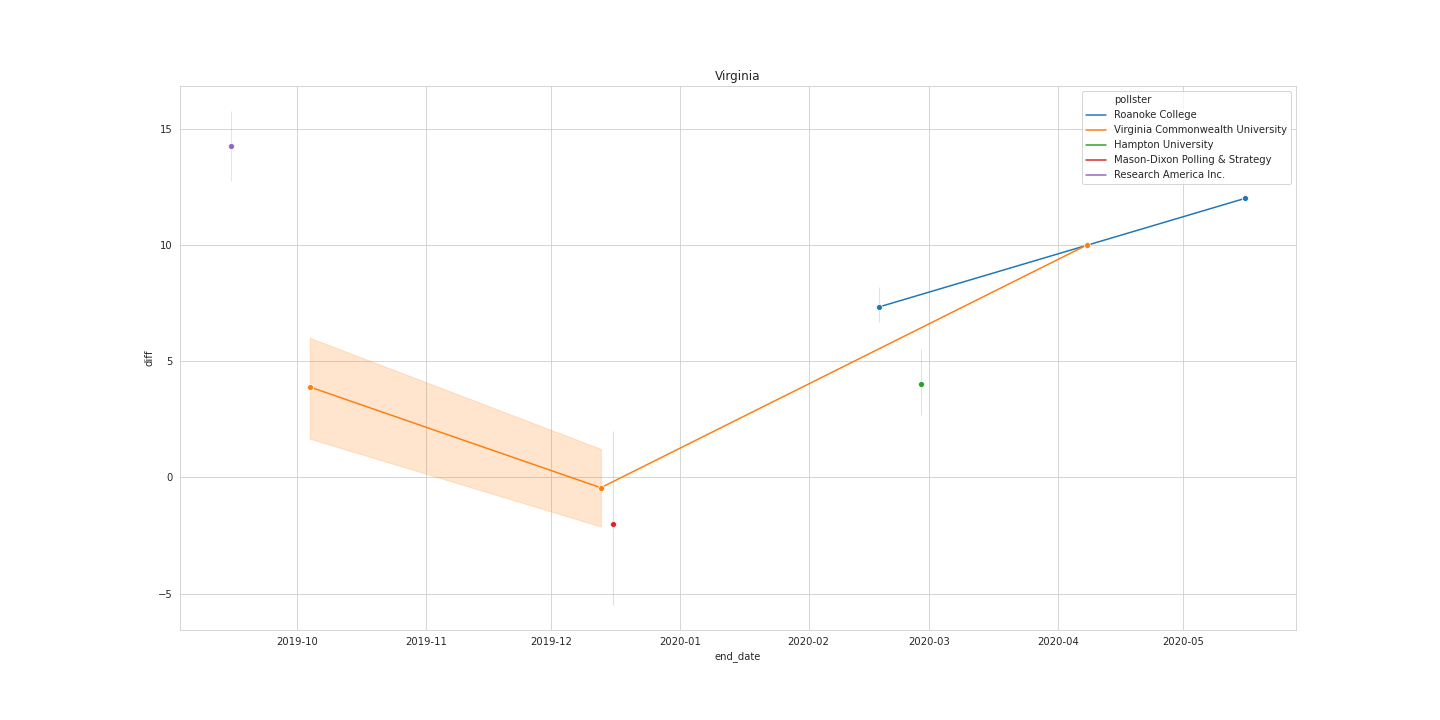 Virginia
pollster
Roanoke College
Virginia Commonwealth University
Hampton University
Mason-Dixon Polling & Strategy
Research America Inc.
15
10
5
0
−5
diff
2019-10
2019-11
2019-12
2020-01
2020-02
2020-03
2020-04
2020-05
end_date